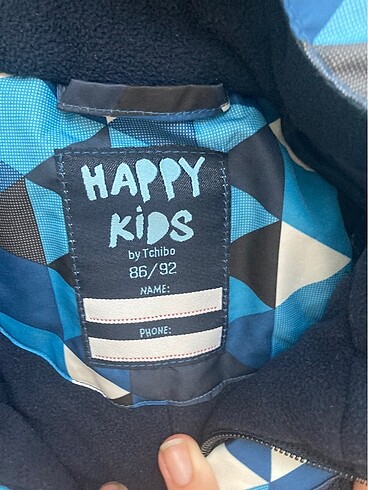 HAPPY
KiDS
by Tchibo
86/92
NAME:
PHONE: